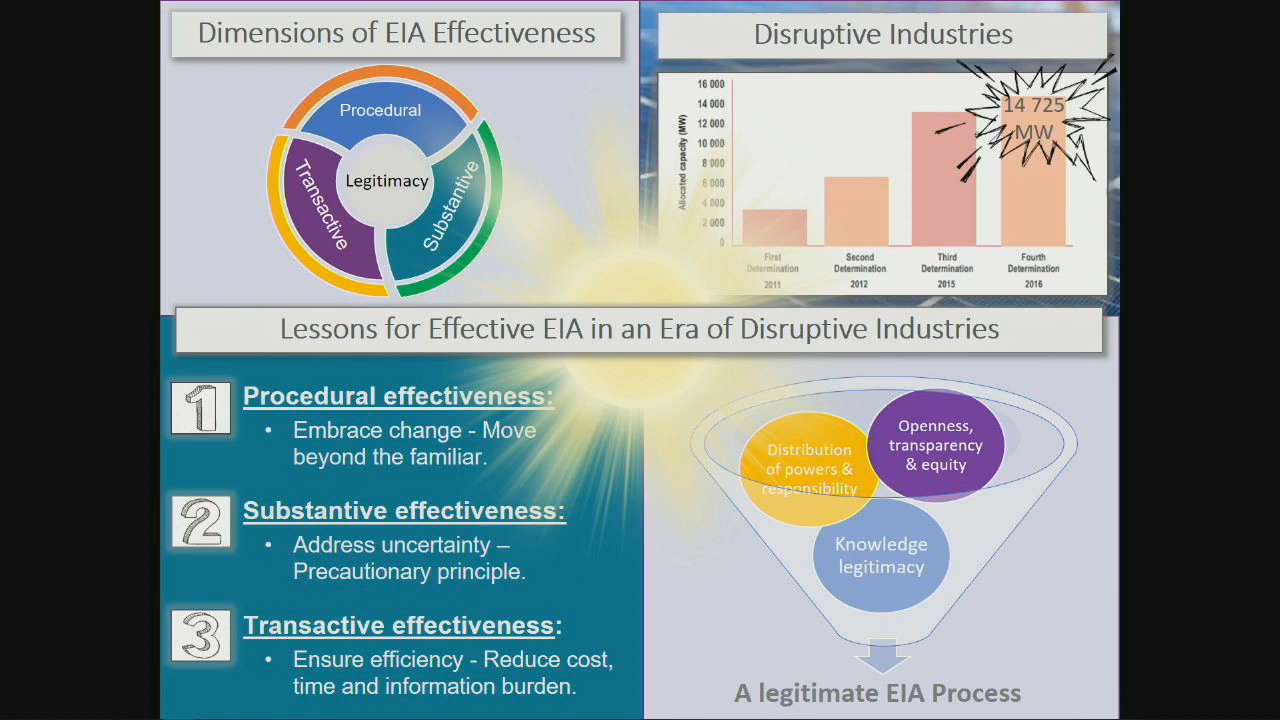 Dimensions of EIA Effectiveness
Procedural
Transactive
Legitimacy
Substantive
Disruptive Industries
Allocated capacity (MW)
16 000
14 000
12 000
10 000
8 000
6 000
4 000
2 000
0
14 725
MW
First
Determination
2011
Second
Determination
2012
Third
Determination
2015
Fourth
Determination
2016
Lessons for Effective EIA in an Era of Disruptive Industries
1
Procedural effectiveness:
• Embrace change - Move
beyond the familiar.
2
Substantive effectiveness:
• Address uncertainty –
Precautionary principle.
3
Transactive effectiveness:
• Ensure efficiency - Reduce cost,
time and information burden.
Distribution
of powers &
responsibility
Openness,
transparency
& equity
Knowledge
legitimacy
A legitimate EIA Process